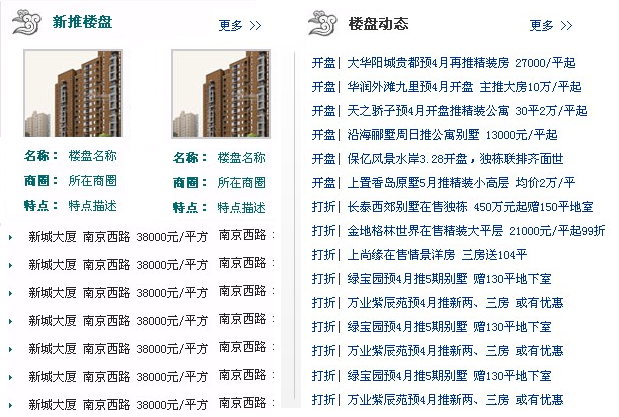 新推楼盘
更多 >>
名称： 楼盘名称
商圈： 所在商圈
特点： 特点描述
名称： 楼盘名称
商圈： 所在商圈
特点： 特点描述
新城大厦 南京西路 38000元/平方 南京西路
新城大厦 南京西路 38000元/平方 南京西路
新城大厦 南京西路 38000元/平方 南京西路
新城大厦 南京西路 38000元/平方 南京西路
新城大厦 南京西路 38000元/平方 南京西路
新城大厦 南京西路 38000元/平方 南京西路
新城大厦 南京西路 38000元/平方 南京西路
楼盘动态
更多 >>
开盘| 大华阳城贵都预4月再推精装房 27000/平起
开盘| 华润外滩九里预4月开盘 主推大房10万/平起
开盘| 天之骄子预4月开盘推精装公寓 30平2万/平起
开盘| 沿海郦墅周日推公寓别墅 13000元/平起
开盘| 保亿风景水岸3.28开盘，独栋联排齐面世
开盘| 上置香岛原墅5月推精装小高层 均价2万/平
打折| 长泰西郊别墅在售独栋 450万元起赠150平地室
打折| 金地格林世界在售精装大平层 21000元/平起99折
打折| 上尚缘在售情景洋房 三房送104平
打折| 绿宝园预4月推5期别墅 赠130平地下室
打折| 万业紫辰苑预4月推新两、三房 或有优惠
打折| 绿宝园预4月推5期别墅 赠130平地下室
打折| 万业紫辰苑预4月推新两、三房 或有优惠
打折| 绿宝园预4月推5期别墅 赠130平地下室
打折| 万业紫辰苑预4月推新两、三房 或有优惠